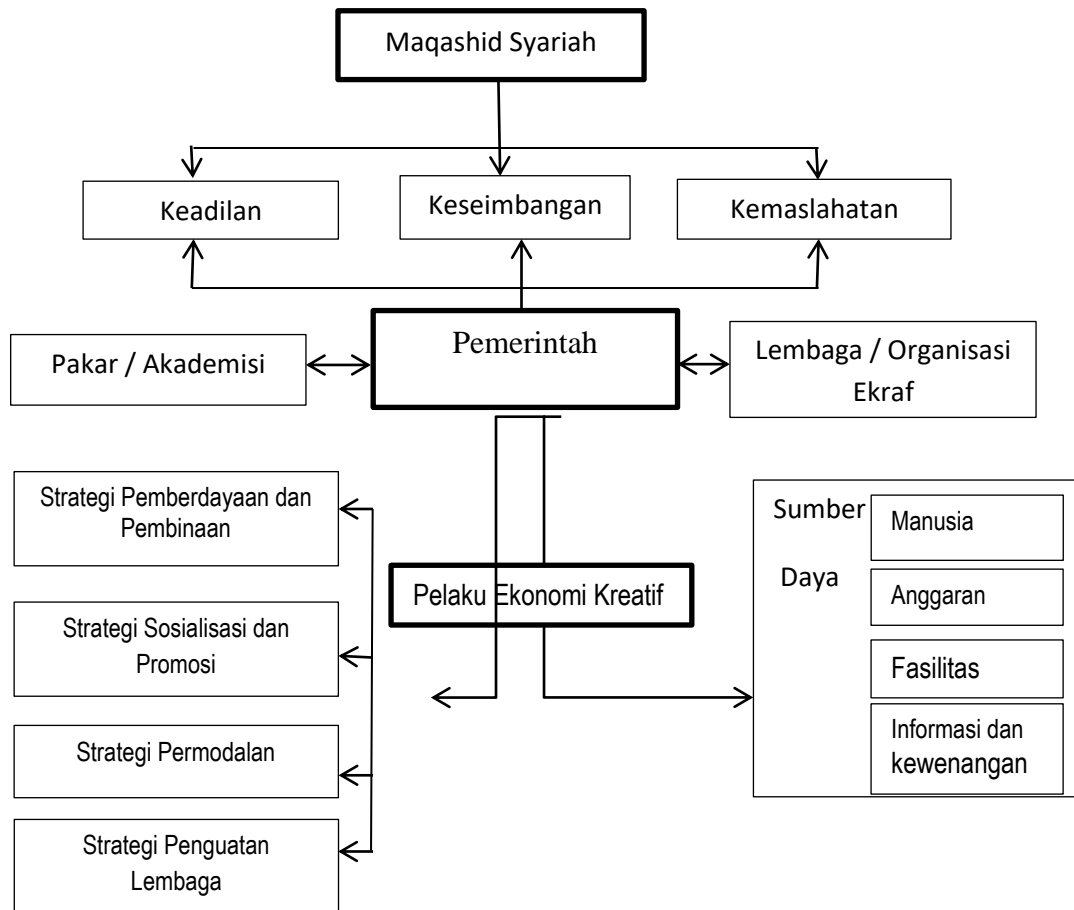 Maqashid Syariah
Keadilan
Keseimbangan
Kemaslahatan
Pakar / Akademisi
Pemerintah
Lembaga / Organisasi
Ekraf
Strategi Pemberdayaan dan
Pembinaan
Strategi Sosialisasi dan
Promosi
Strategi Permodalan
Strategi Penguatan
Lembaga
Pelaku Ekonomi Kreatif
Sumber
Daya
Manusia
Anggaran
Fasilitas
Informasi dan
kewenangan